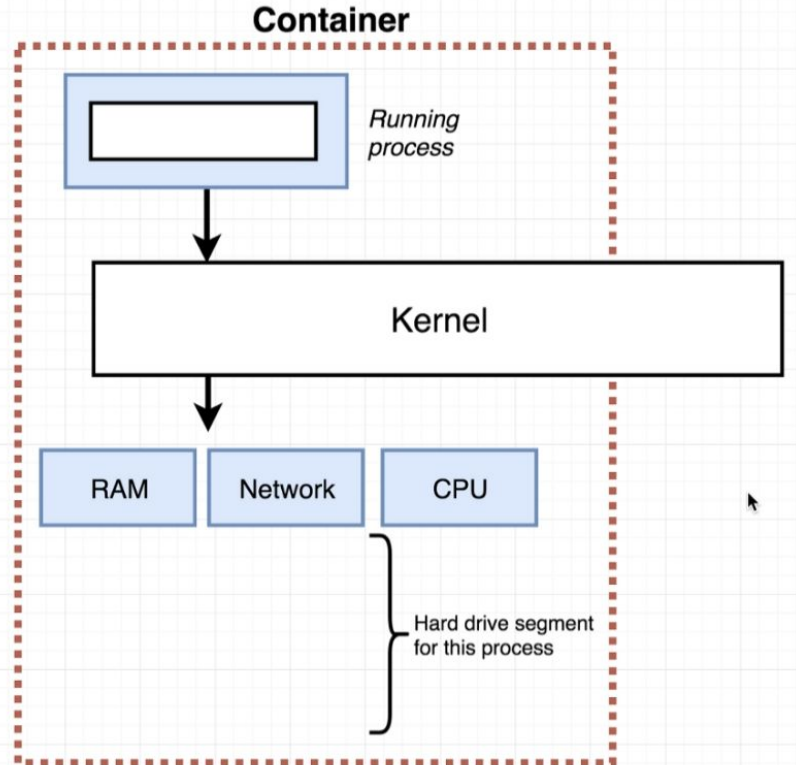 Container
Running
process
Kernel
RAM
Network
CPU
Hard drive segment
for this process